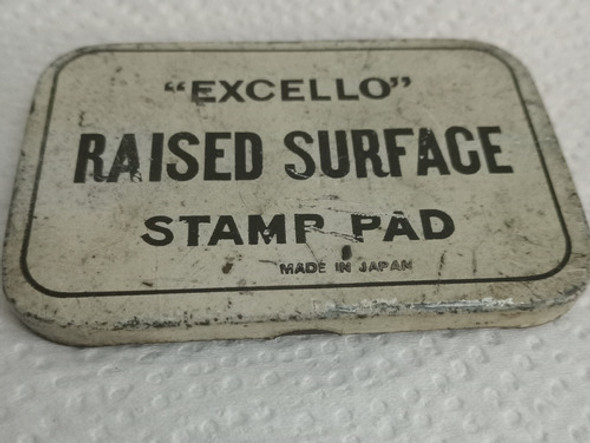 “EXCELLO”
RAISED SURFACE
STAMP PAD
MADE IN JAPAN